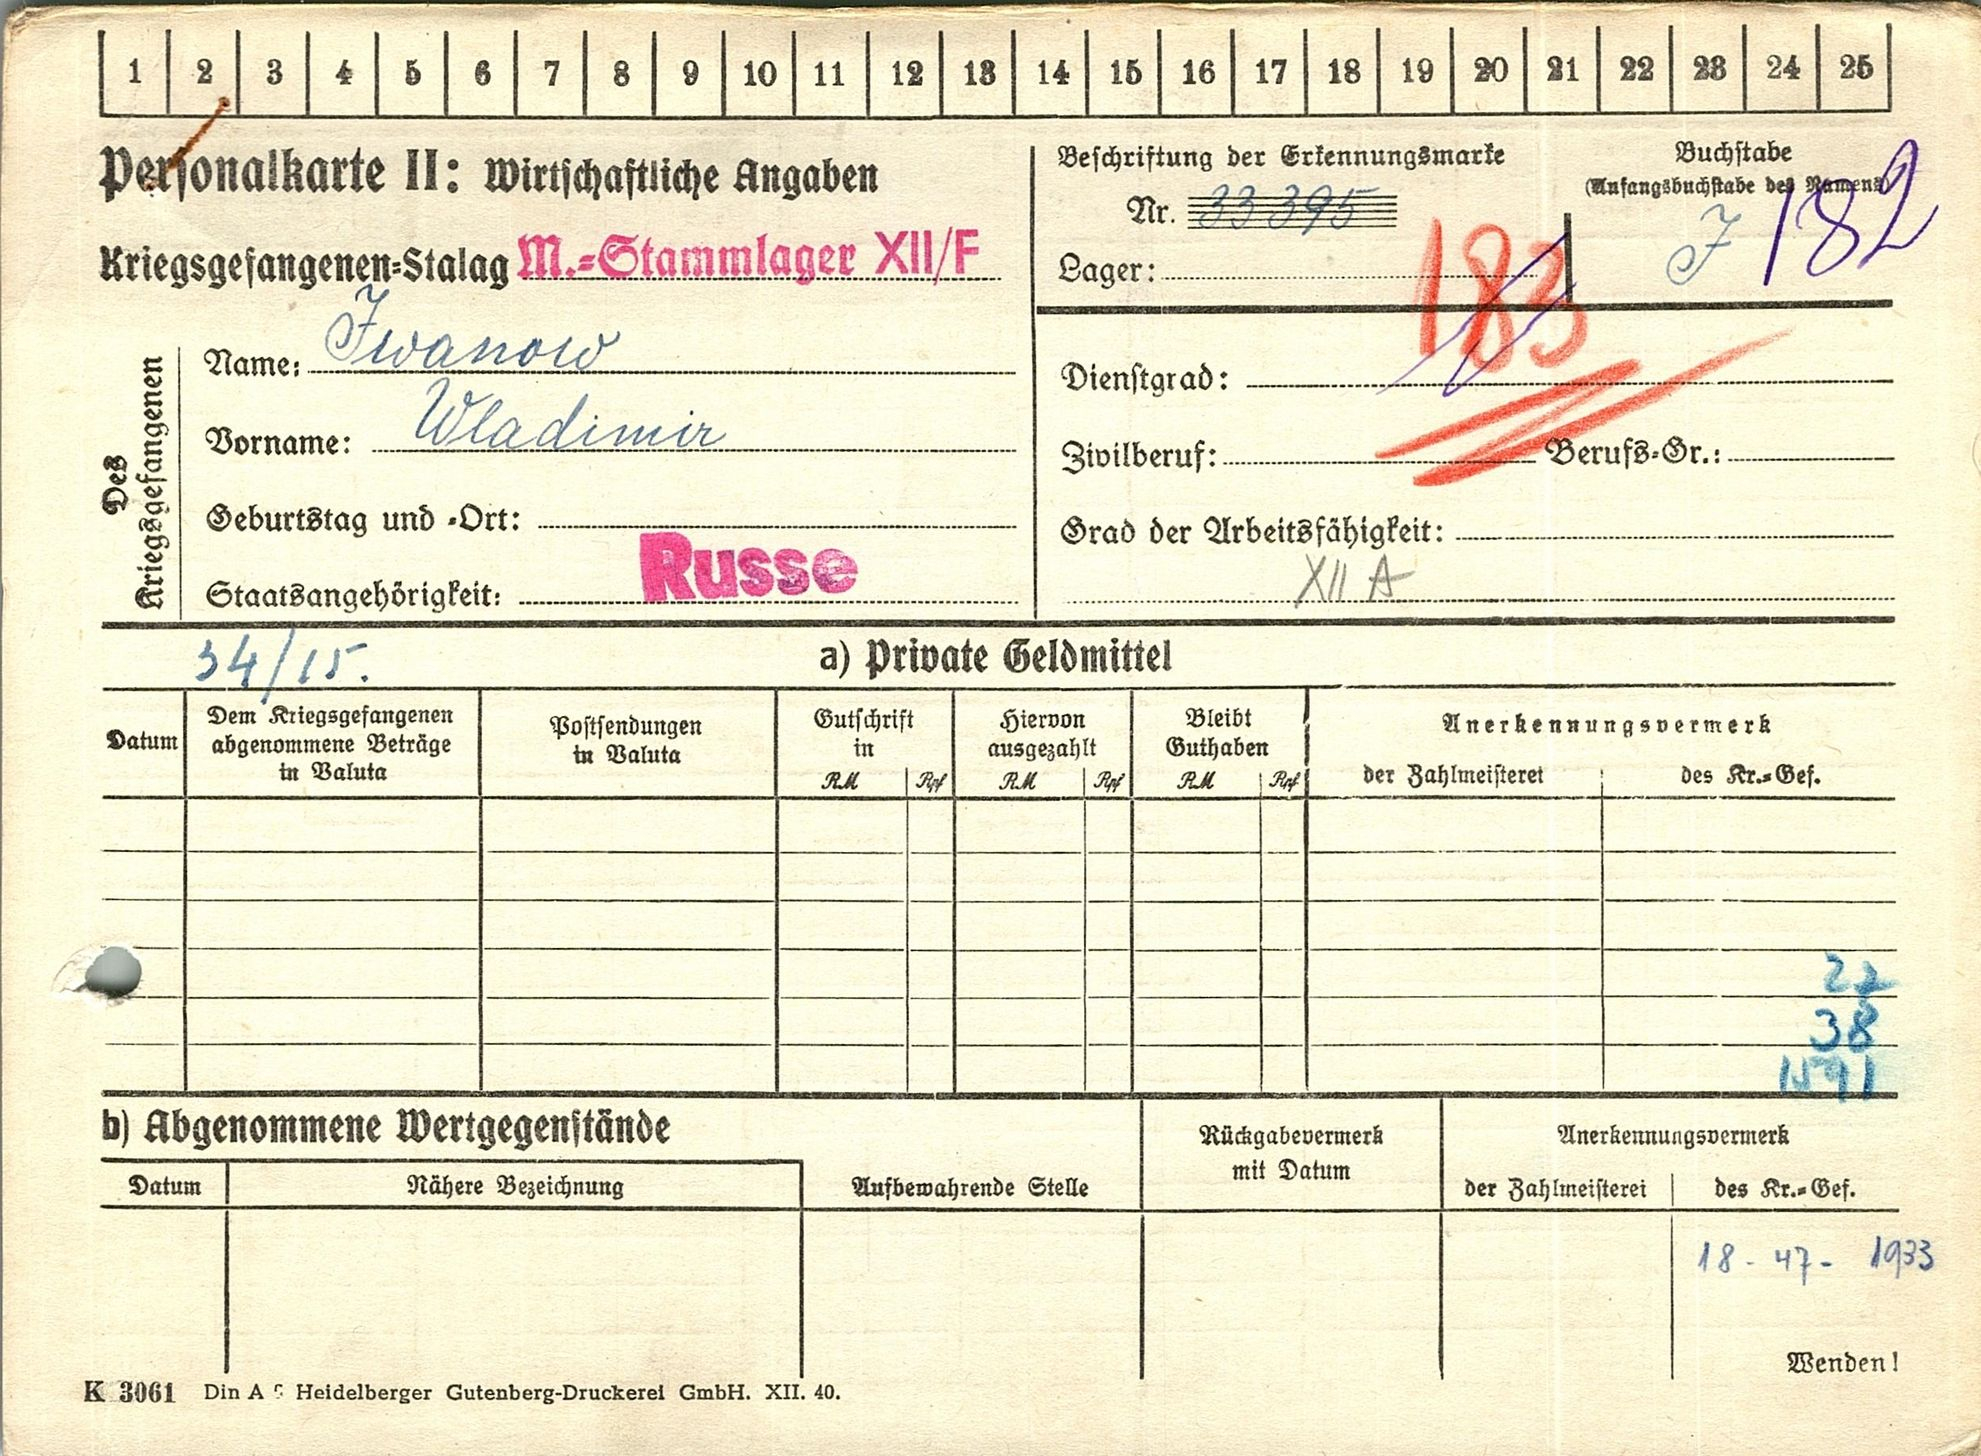 1 2 3 4 5 6 7 8 9 10 11 12 13 14 15 16 17 18 19 20 21 22 23 24 25
Personalkarte II: Wirtschaftliche Angaben
Kriegsgefangenen-Stalag M.-Stammlager XII/F
Beschriftung der Erkennungsmarke
Nr. 33395
Lager:
183
Buchstabe
(Anfangsbuchstabe des Namens)
J 182
Des
Kriegsgefangenen
Name: Iwanow
Vorname: Wladimir
Geburtstag und -Ort:
Staatsangehörigkeit: Russe
Dienstgrad:
Zivilberuf: Berufs-Gr.:
Grad der Arbeitsfähigkeit:
XII A
34/15.
a) Private Geldmittel
Datum
Dem Kriegsgefangenen
abgenommene Beträge
in Valuta
Postsendungen
in Valuta
Gutschrift
in
RM Rpf
Hiervon
ausgezahlt
RM Rpf
Bleibt
Guthaben
RM Rpf
Anerkennungsvermerk
der Zahlmeisterei des Kr.-Gef.
22
38
1591
b) Abgenommene Wertgegenstände
Datum Nähere Bezeichnung Aufbewahrende Stelle
Rückgabevermerk
mit Datum
Anerkennungsvermerk
der Zahlmeisterei des Kr.-Gef.
18 - 47 - 1933
Wenden!
K 3061 Din A Heidelberger Gutenberg-Druckerei GmbH. XII. 40.